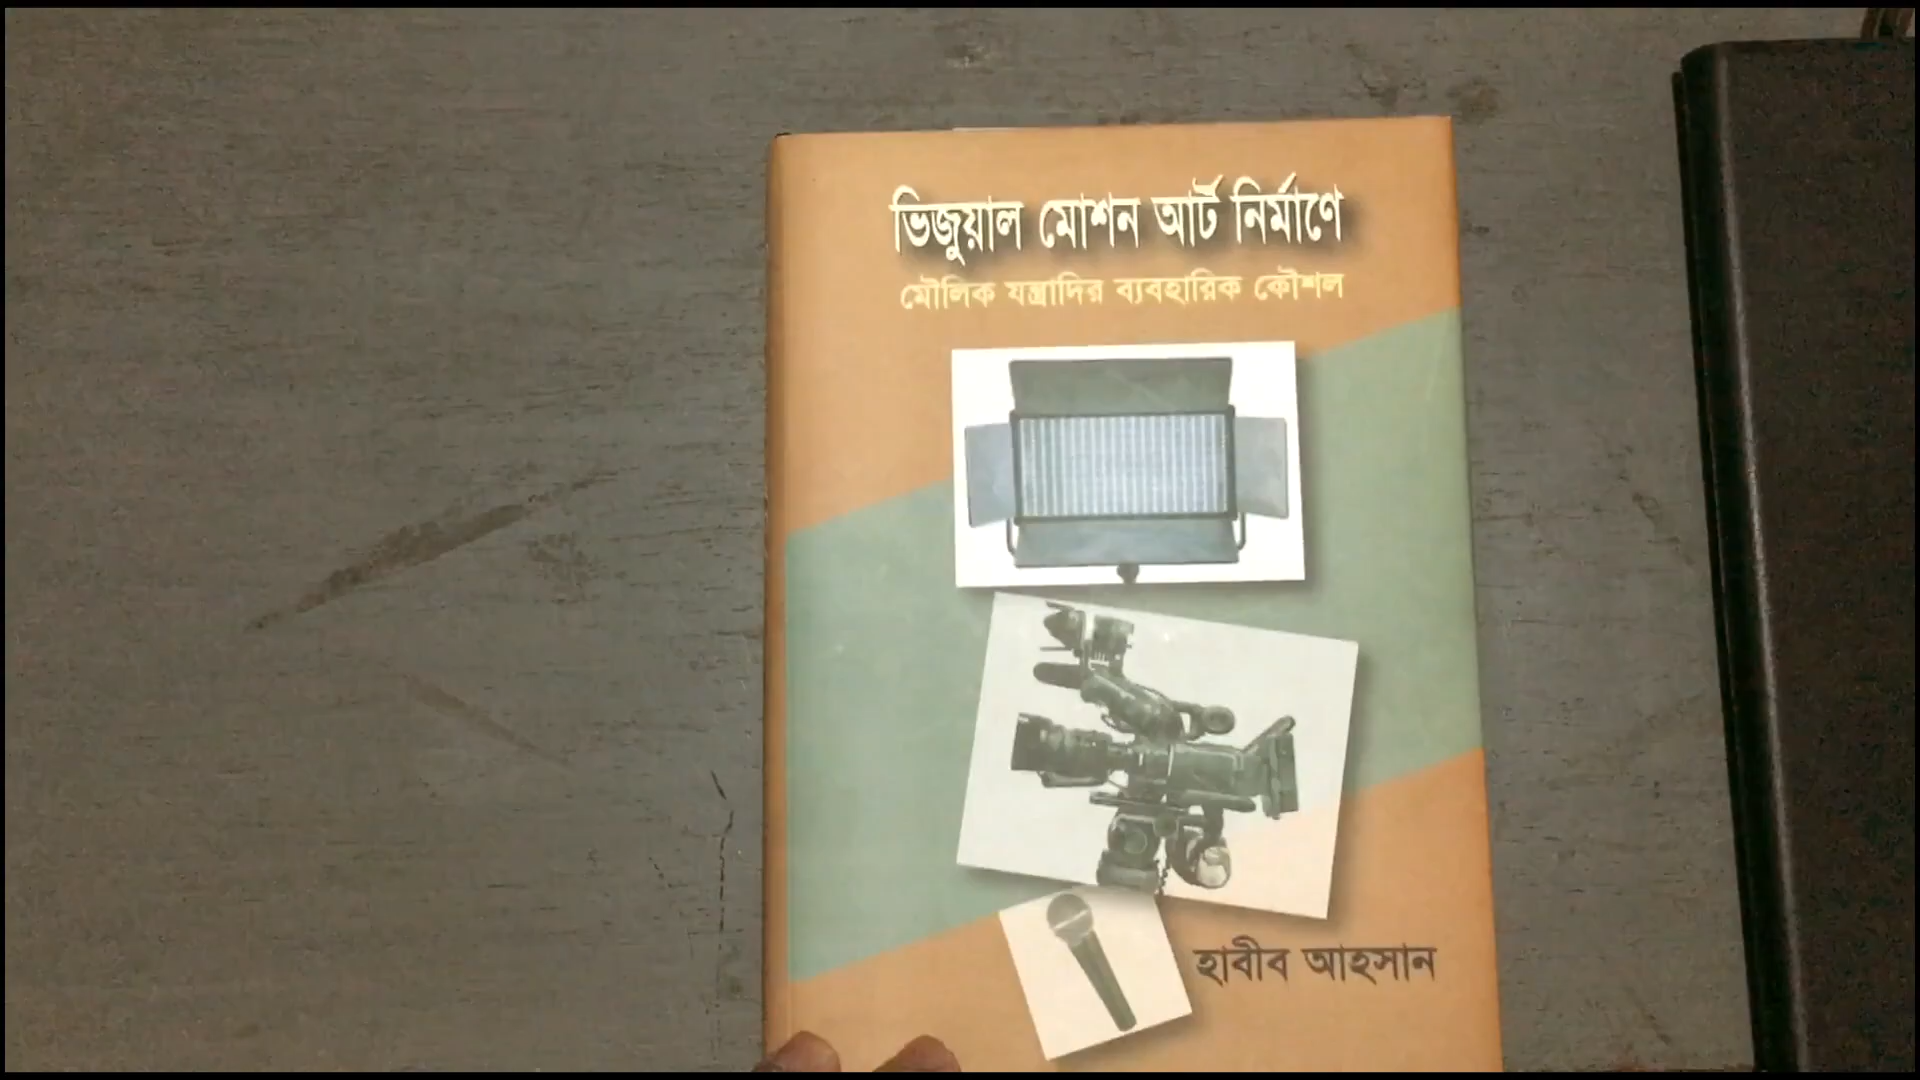 ভিজুয়াল মোশন আর্ট নির্মাণে
মৌলিক যন্ত্রাদির ব্যবহারিক কৌশল
হাবীব আহসান